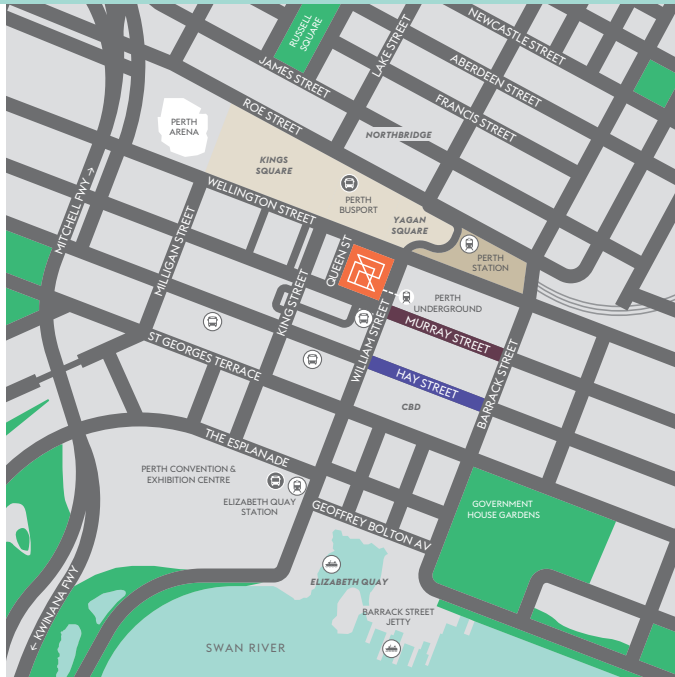 NEWCASTLE STREET
RUSSELL
SQUARE
LAKE STREET
JAMES STREET
ABERDEEN STREET
FRANCIS STREET
ROE STREET
PERTH
ARENA
NORTHBRIDGE
KINGS
SQUARE
WELLINGTON STREET
PERTH
BUSPORT
YAGAN
SQUARE
MITCHELL FWY →
MILLIGAN STREET
QUEEN ST
PERTH
STATION
KING STREET
PERTH
UNDERGROUND
WILLIAM STREET
MURRAY STREET
ST GEORGES TERRACE
HAY STREET
BARRACK STREET
CBD
THE ESPLANADE
PERTH CONVENTION &
EXHIBITION CENTRE
ELIZABETH QUAY
STATION
GEOFFREY BOLTON AV
GOVERNMENT
HOUSE GARDENS
← KWINANA FWY
ELIZABETH QUAY
BARRACK STREET
JETTY
SWAN RIVER